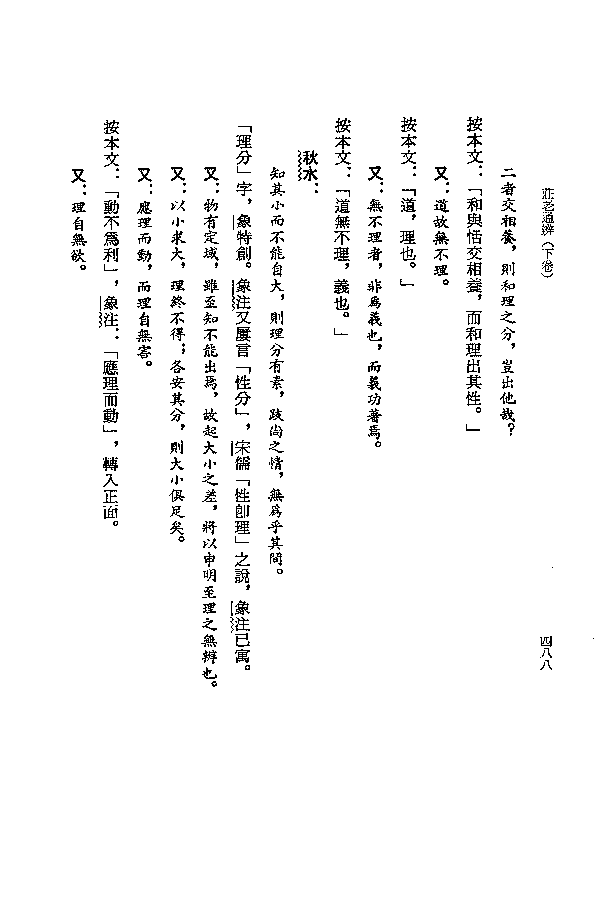 莊老通辨(下卷)
四八八
二者交相養,則和理之分,豈出他哉?
按本文:「和與恬交相養,而和理出其性。」
又:道故無不理。
按本文:「道,理也。」
又:無不理者,非為義也,而義功著焉。
按本文:「道無不理,義也。」
秋水:
知其小而不能自大,則理分有素,跂尚之情,無為乎其間。
「理分」字,象特創。象注又屢言「性分」,宋儒「性卽理」之說,象注已寓。
又:物有定域,雖至知不能出焉,故起大小之差,將以申明至理之無辨也。
又:以小求大,理終不得;各安其分,則大小俱足矣。
又:應理而動,而理自無害。
按本文:「動不為利」,象注:「應理而動」,轉入正面。
又:理自無欲。